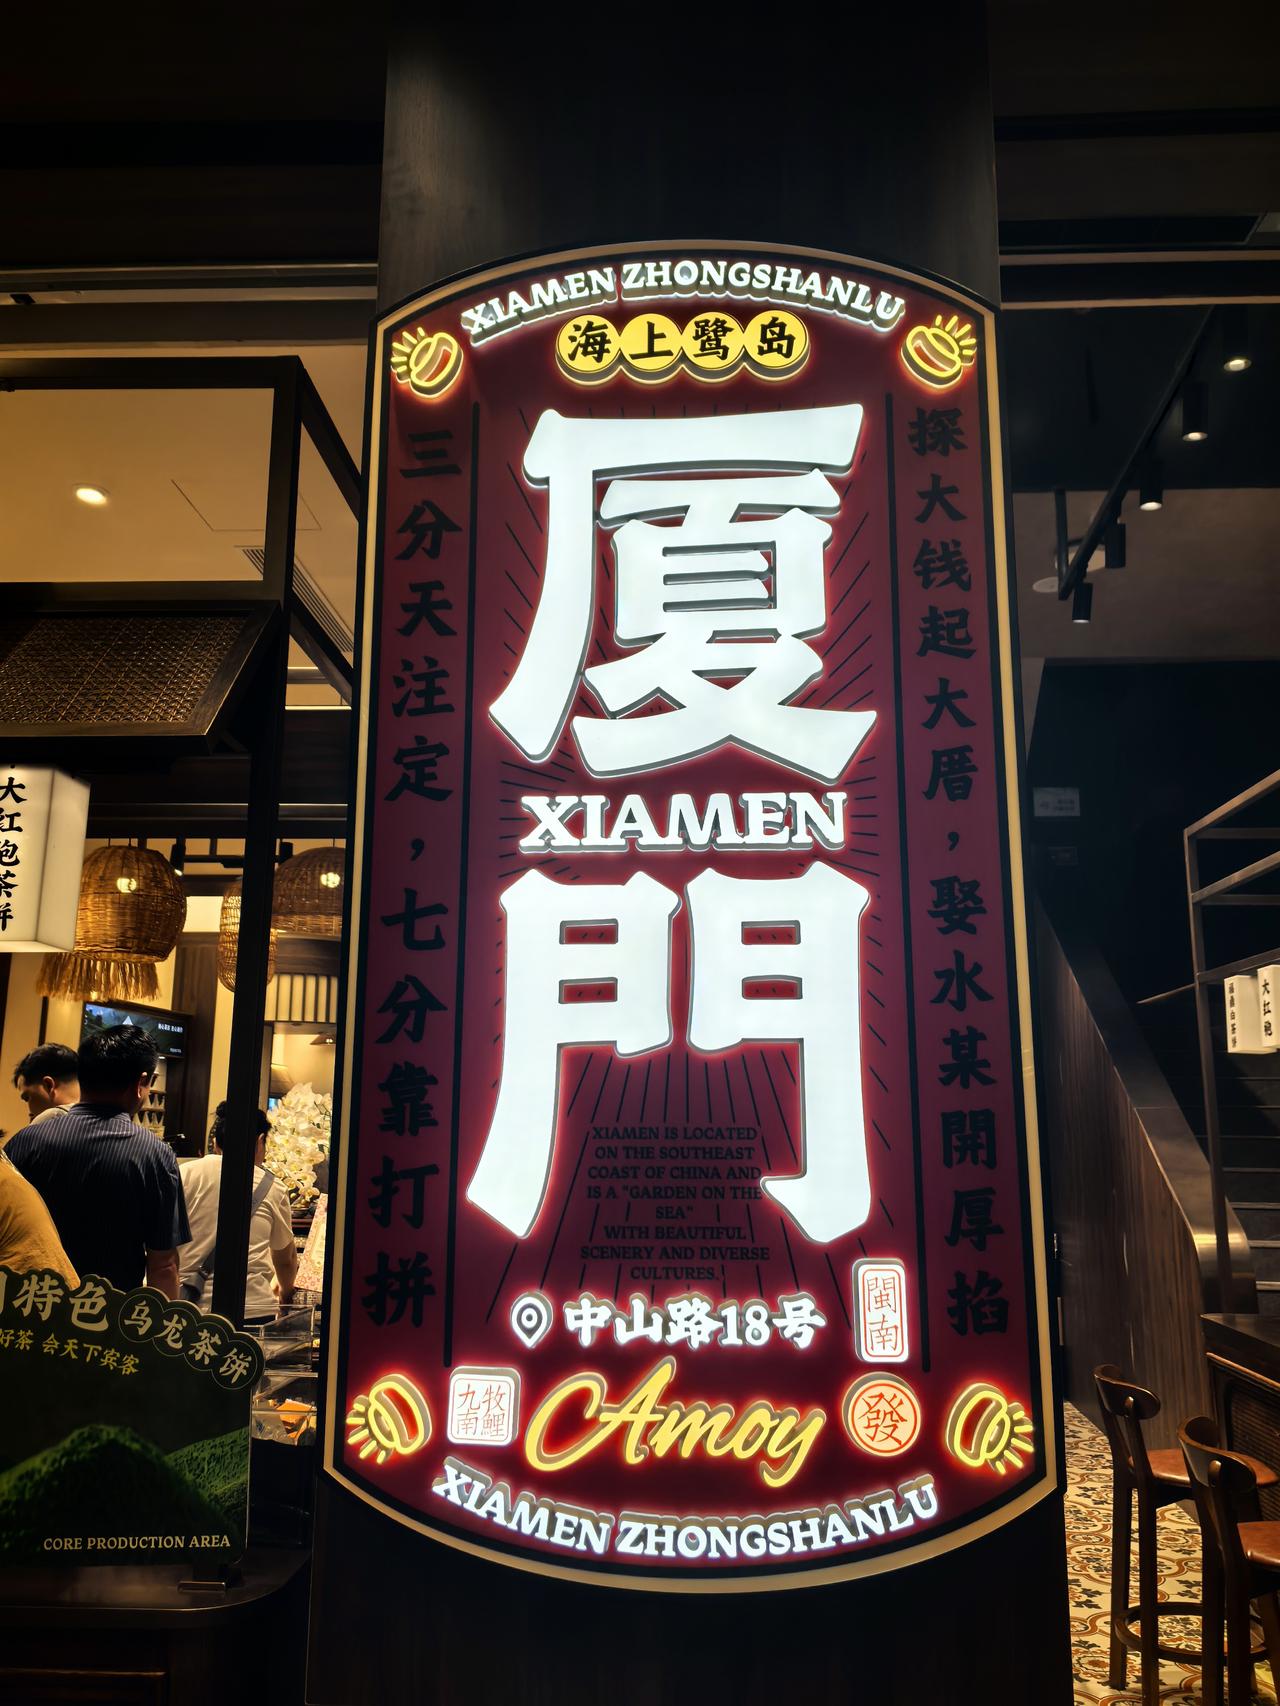 XIAMEN ZHONGSHANLU
海上鹭岛
厦門
XIAMEN
三分天注定，七分靠打拼
探大钱起大厝，娶水某開厚掐
XIAMEN IS LOCATED
ON THE SOUTHEAST
COAST OF CHINA AND
IS A "GARDEN ON THE
SEA"
WITH BEAUTIFUL
SCENERY AND DIVERSE
CULTURES.
中山路18号
閩南
牧鲤
九南
Amoy
發
XIAMEN ZHONGSHANLU
大红袍茶饼
特色
乌龙茶饼
好茶 会天下宾客
CORE PRODUCTION AREA
大红袍